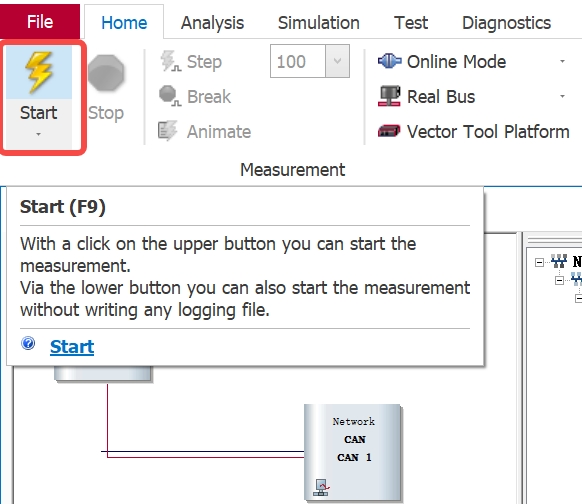 File Home Analysis Simulation Test Diagnostics
Start
Stop
Step 100
Break
Animate
Online Mode
Real Bus
Vector Tool Platform
Measurement
Start (F9)
With a click on the upper button you can start the
measurement.
Via the lower button you can also start the measurement
without writing any logging file.
Start
N
Network
CAN
CAN 1